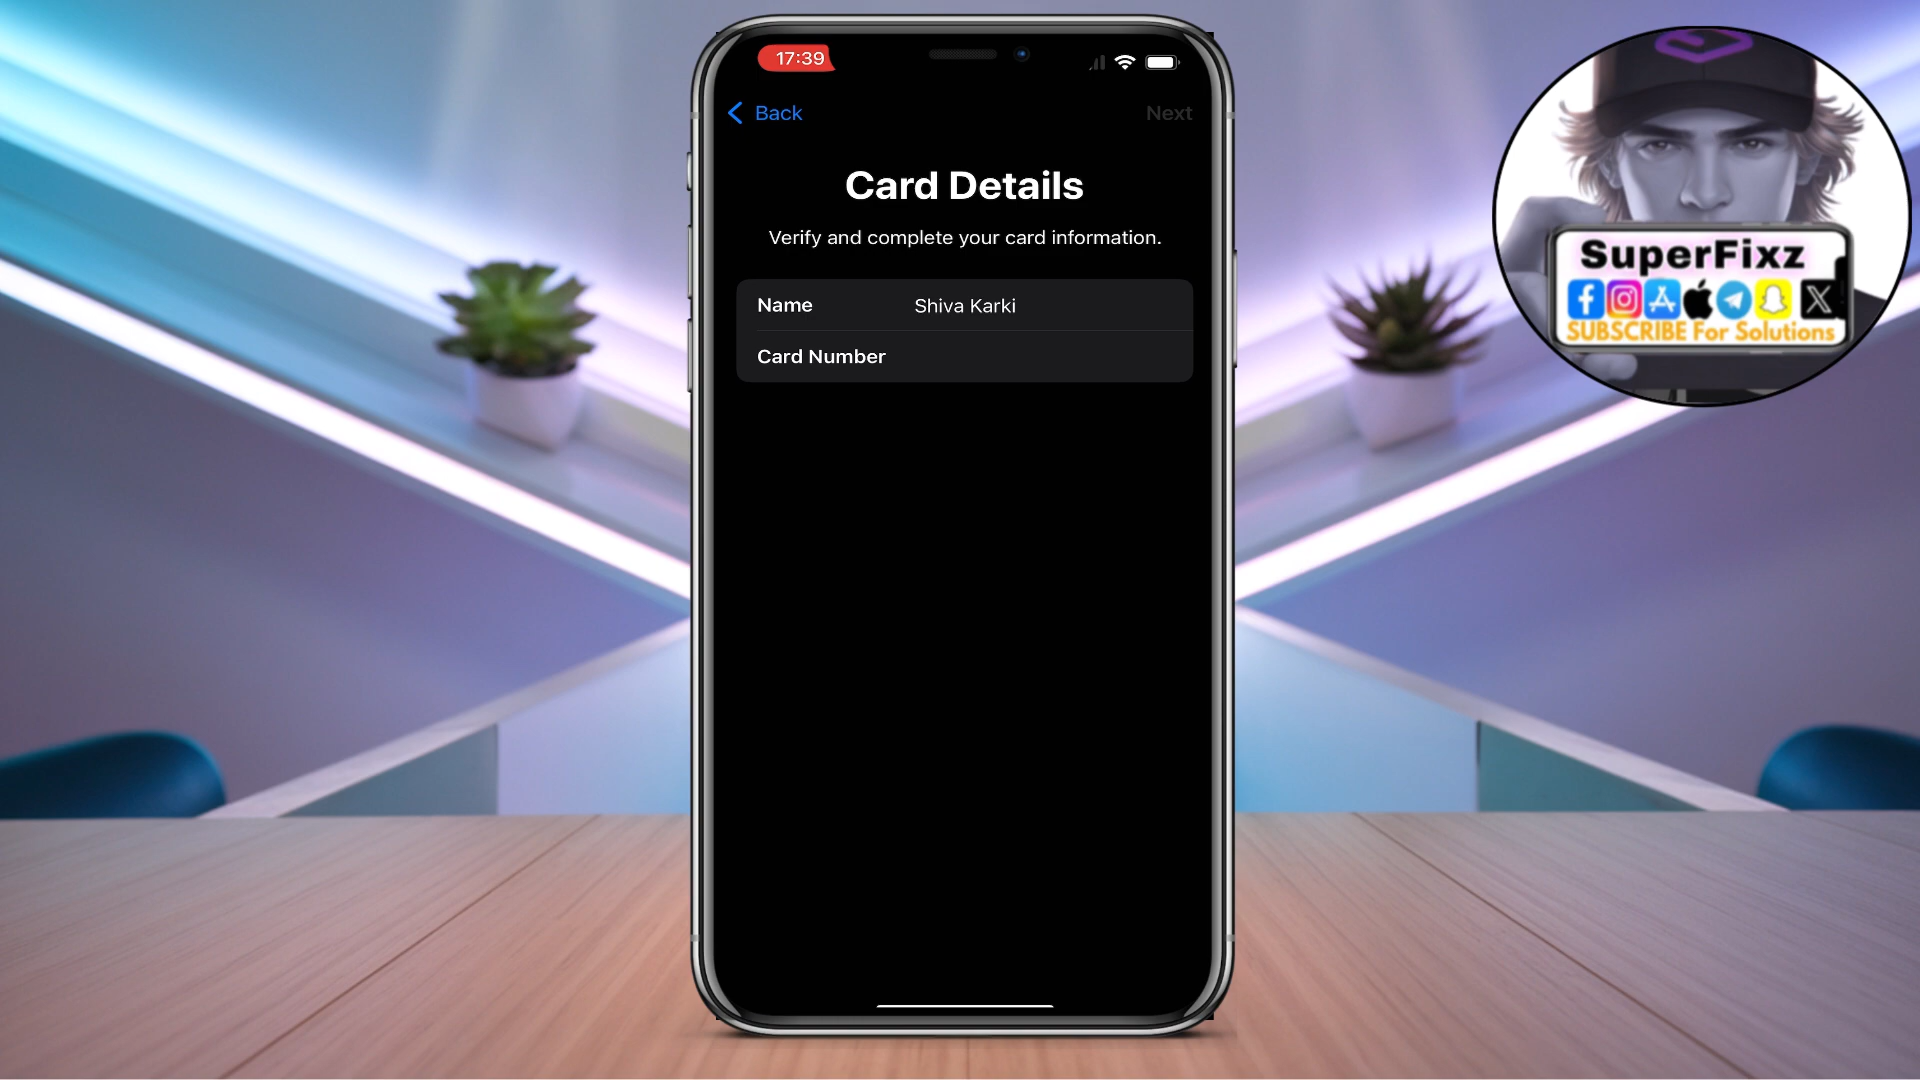 17:39
Back
Next
Card Details
Verify and complete your card information.
Name
Shiva Karki
Card Number
SuperFixz
SUBSCRIBE For Solutions